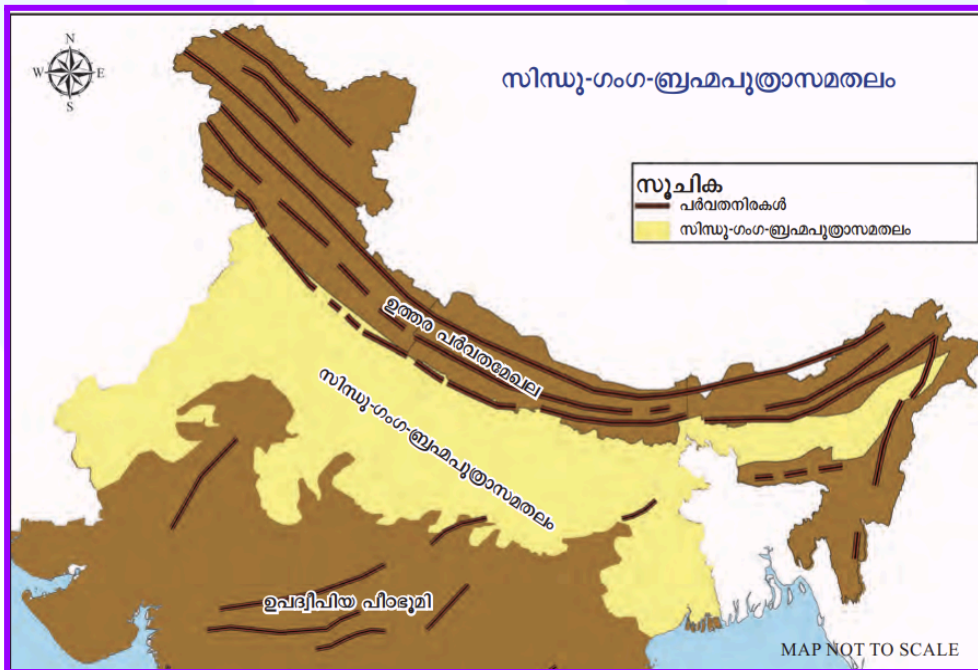 N
W E
S
സിന്ധു-ഗംഗ-ബ്രഹ്മപുത്രാസമതലം
സൂചിക
പർവതനിരകൾ
സിന്ധു-ഗംഗ-ബ്രഹ്മപുത്രാസമതലം
ഉത്തര പർവതമേഖല
സിന്ധു-ഗംഗ-ബ്രഹ്മപുത്രാസമതലം
ഉപദ്വീപിയ പീഠഭൂമി
MAP NOT TO SCALE